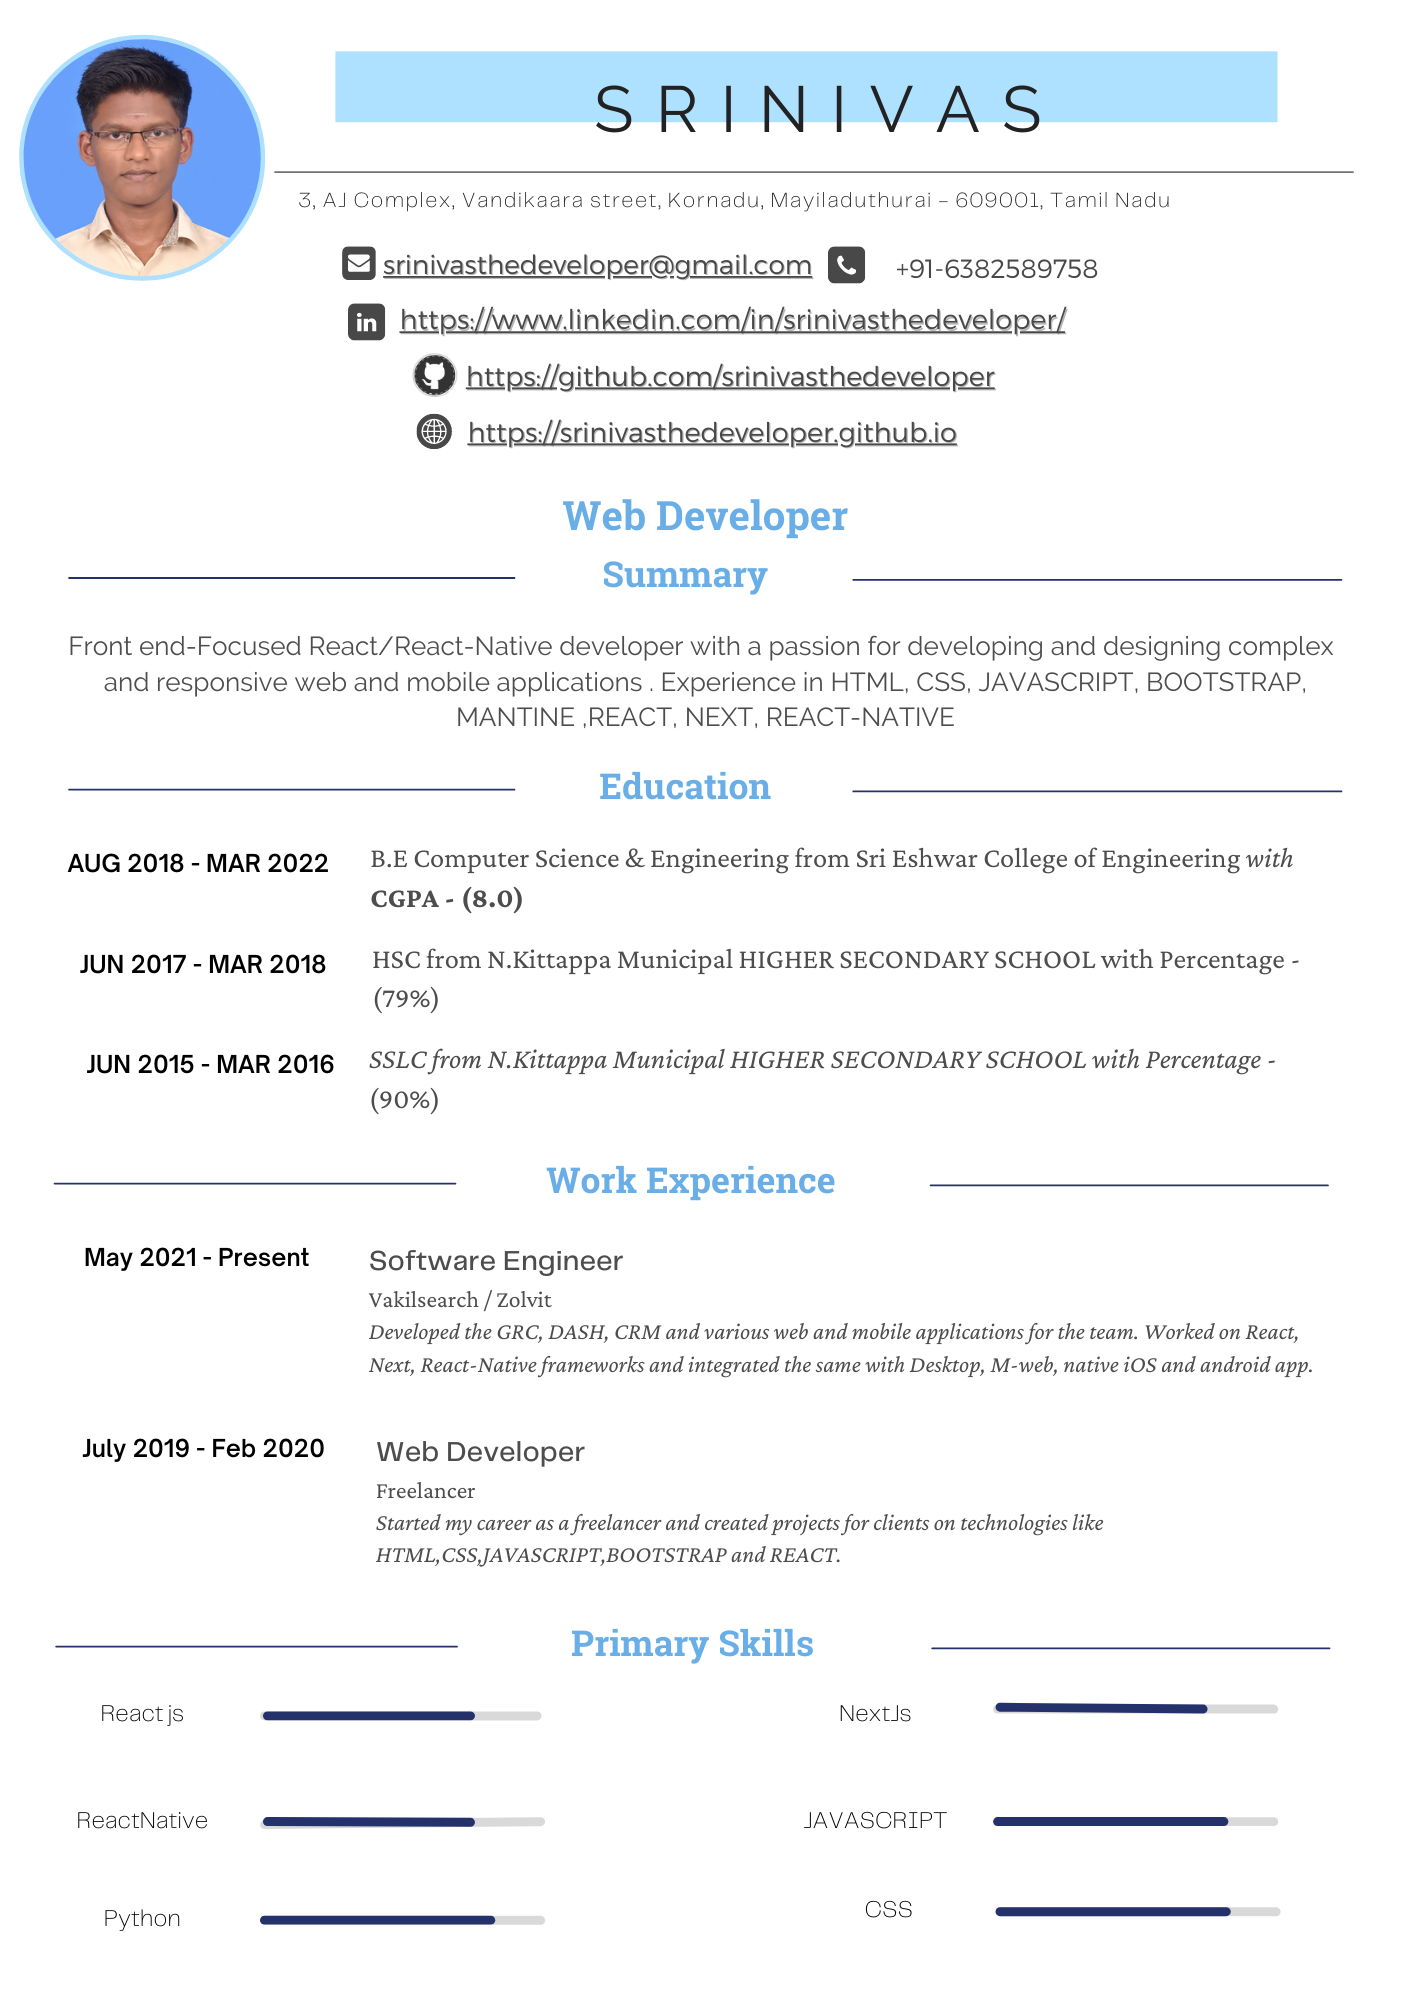 SRINIVAS
3, AJ Complex, Vandikaara street, Kornadu, Mayiladuthurai – 609001, Tamil Nadu
srinivasthedeveloper@gmail.com +91-6382589758
in https://www.linkedin.com/in/srinivasthedeveloper/
https://github.com/srinivasthedeveloper
https://srinivasthedeveloper.github.io
Web Developer
Summary
Front end-Focused React/React-Native developer with a passion for developing and designing complex
and responsive web and mobile applications . Experience in HTML, CSS, JAVASCRIPT, BOOTSTRAP,
MANTINE ,REACT, NEXT, REACT-NATIVE
Education
AUG 2018 - MAR 2022 B.E Computer Science & Engineering from Sri Eshwar College of Engineering with
CGPA - (8.0)
JUN 2017 - MAR 2018 HSC from N.Kittappa Municipal HIGHER SECONDARY SCHOOL with Percentage -
(79%)
JUN 2015 - MAR 2016 SSLC from N.Kittappa Municipal HIGHER SECONDARY SCHOOL with Percentage -
(90%)
Work Experience
May 2021 - Present Software Engineer
Vakilsearch / Zolvit
Developed the GRC, DASH, CRM and various web and mobile applications for the team. Worked on React,
Next, React-Native frameworks and integrated the same with Desktop, M-web, native iOS and android app.
July 2019 - Feb 2020 Web Developer
Freelancer
Started my career as a freelancer and created projects for clients on technologies like
HTML,CSS,JAVASCRIPT,BOOTSTRAP and REACT.
Primary Skills
React js NextJs
ReactNative JAVASCRIPT
Python CSS